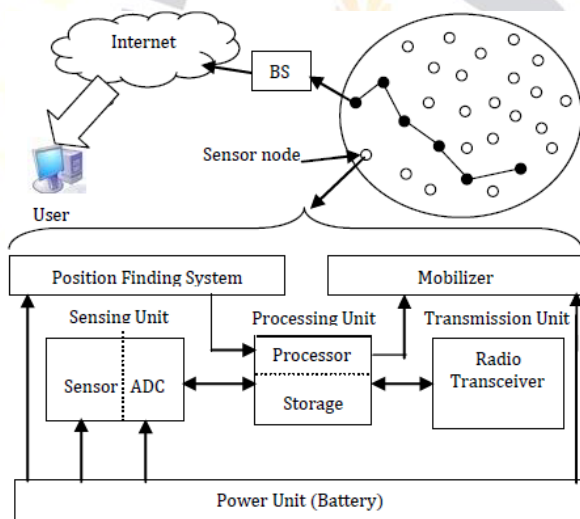 Internet
BS
Sensor node
User
Position Finding System
Mobilizer
Sensing Unit
Processing Unit
Transmission Unit
Sensor
ADC
Processor
Storage
Radio
Transceiver
Power Unit (Battery)